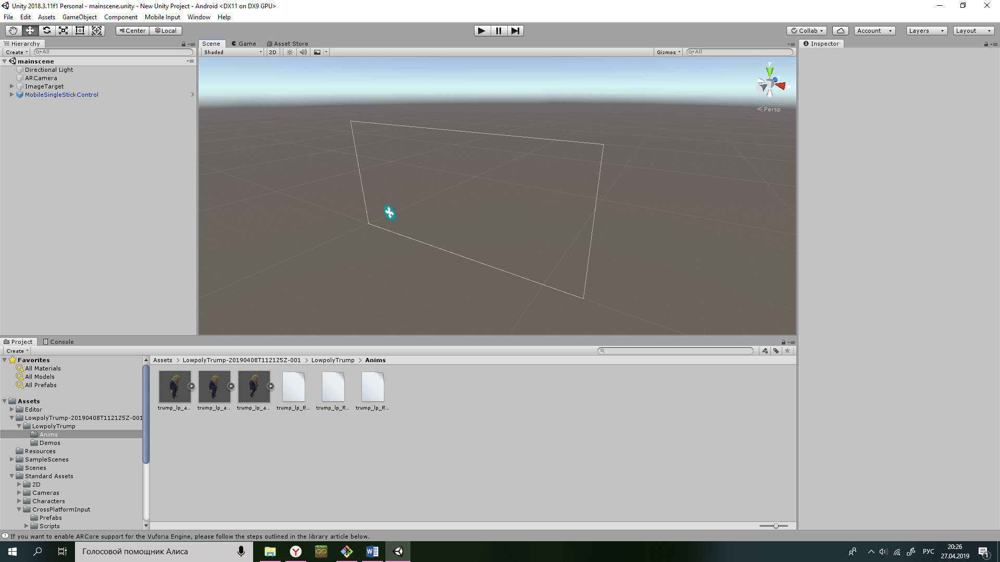 Unity 2018.3.11f1 Personal - mainscene.unity - New Unity Project - Android <DX11 on DX9 GPU>
File Edit Assets GameObject Component Mobile Input Window Help
Center Local Collab Account Layers Layout
Hierarchy
Create All
mainscene
Directional Light
ARCamera
ImageTarget
MobileSingleStickControl
Scene Game Asset Store
Shaded 2D Gizmos All
y
x
Persp
Inspector
Project Console
Create
Favorites
All Materials
All Models
All Prefabs
Assets
Editor
LowpolyTrump-20190408T112125Z-001
LowpolyTrump
Anims
Demos
Resources
SampleScenes
Scenes
Standard Assets
2D
Cameras
Characters
CrossPlatformInput
Prefabs
Scripts
Assets > LowpolyTrump-20190408T112125Z-001 > LowpolyTrump > Anims
trump_lp_a... trump_lp_a... trump_lp_a... trump_lp_R... trump_lp_R... trump_lp_R...
If you want to enable ARCore support for the Vuforia Engine, please follow the steps outlined in the library article below.
Голосовой помощник Алиса
РУС
20:26
27.04.2019
1